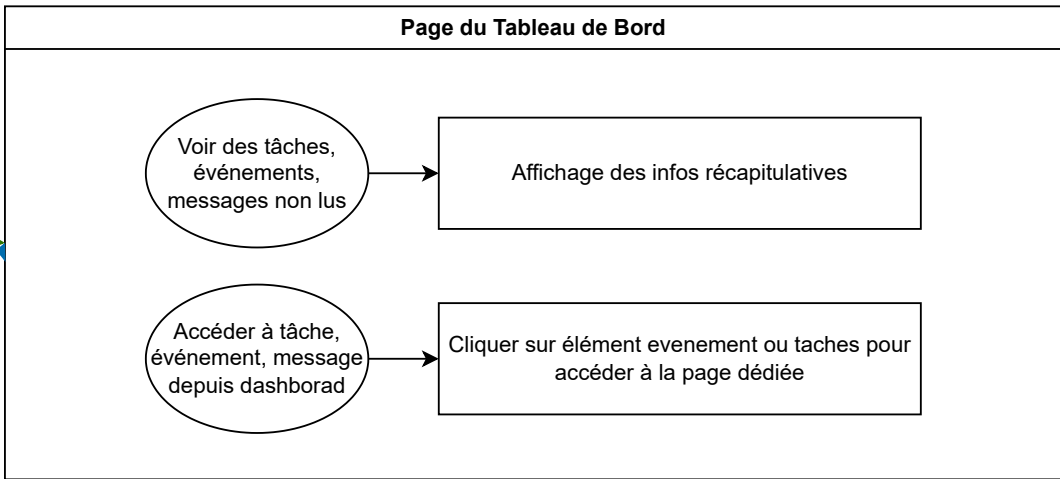 Page du Tableau de Bord
Voir des tâches,
événements,
messages non lus
Affichage des infos récapitulatives
Accéder à tâche,
événement, message
depuis dashborad
Cliquer sur élément evenement ou taches pour
accéder à la page dédiée